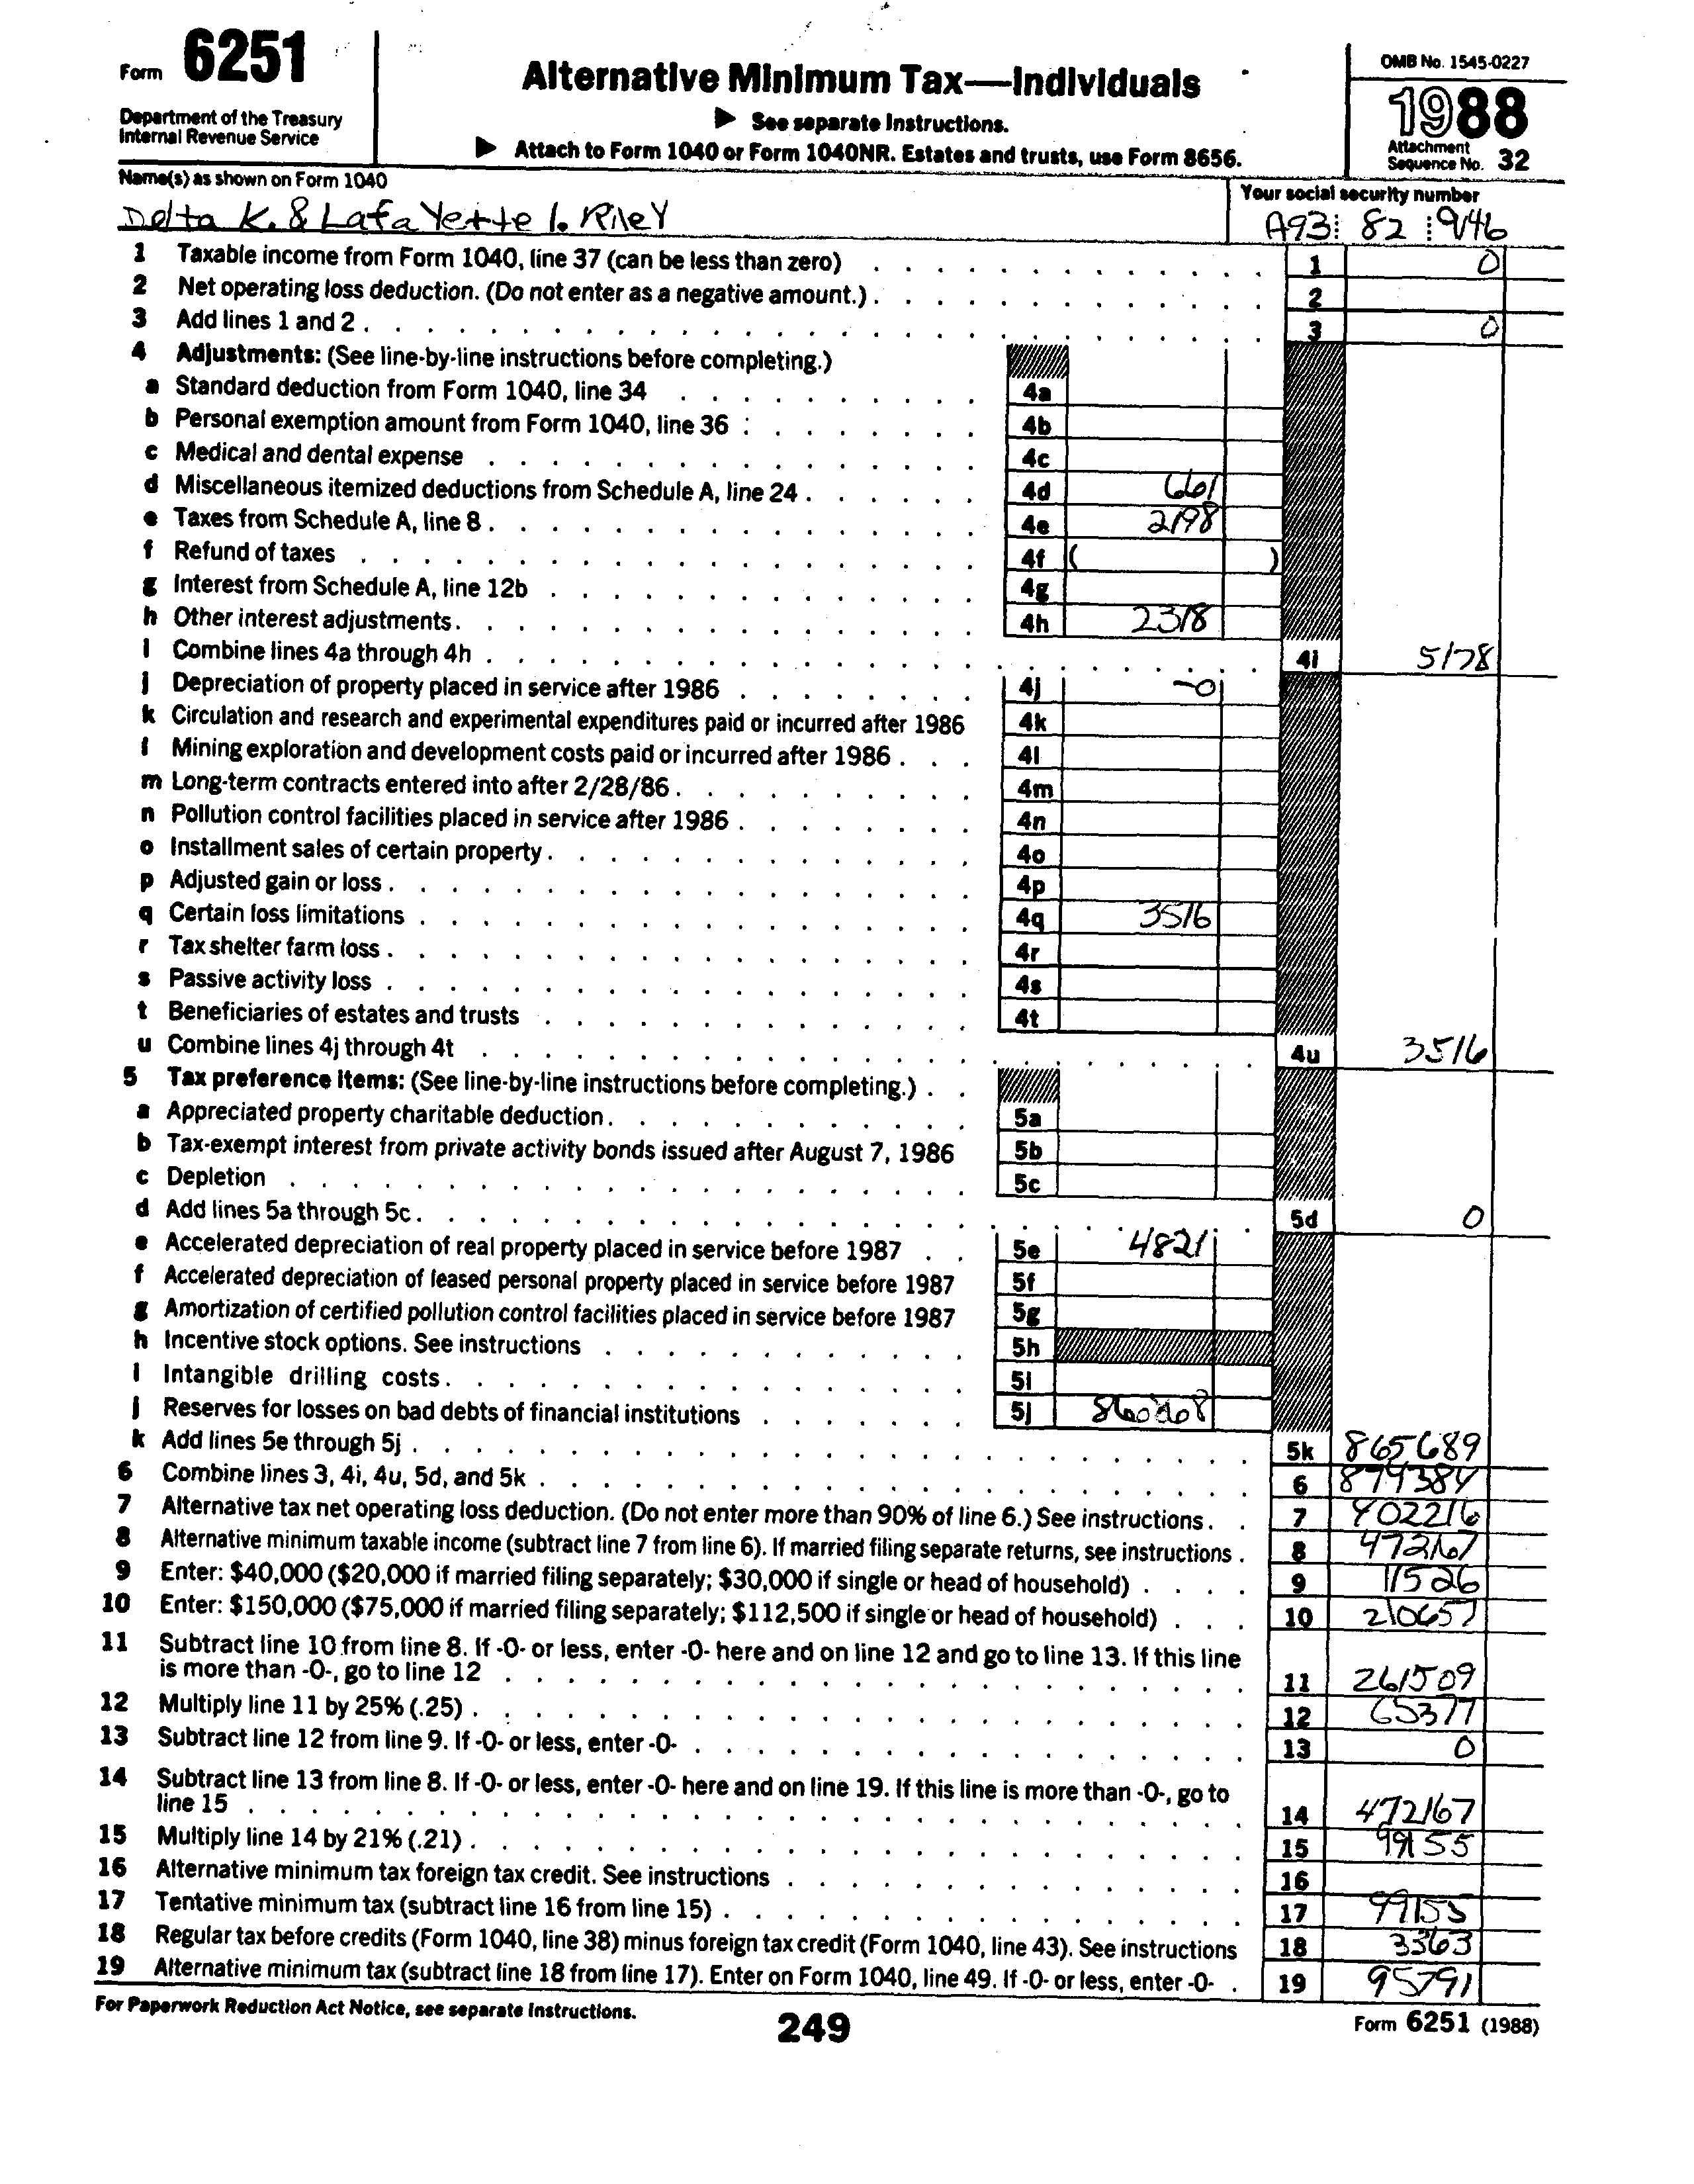 Form 6251
Department of the Treasury
Internal Revenue Service
Alternative Minimum Tax—Individuals
▶ See separate Instructions.
▶ Attach to Form 1040 or Form 1040NR. Estates and trusts, use Form 8656.
OMB No. 1545-0227
1988
Attachment
Sequence No. 32
Name(s) as shown on Form 1040
Your social security number
Delta K. & LafaYette l. RileY
A93 82 9146
1 Taxable income from Form 1040, line 37 (can be less than zero) 1 0
2 Net operating loss deduction. (Do not enter as a negative amount.) 2
3 Add lines 1 and 2 3 0
4 Adjustments: (See line-by-line instructions before completing.)
a Standard deduction from Form 1040, line 34 4a
b Personal exemption amount from Form 1040, line 36 4b
c Medical and dental expense 4c
d Miscellaneous itemized deductions from Schedule A, line 24 4d 661
e Taxes from Schedule A, line 8 4e 2198
f Refund of taxes 4f ( )
g Interest from Schedule A, line 12b 4g
h Other interest adjustments 4h 2318
i Combine lines 4a through 4h 4i 5178
j Depreciation of property placed in service after 1986 4j -0
k Circulation and research and experimental expenditures paid or incurred after 1986 4k
l Mining exploration and development costs paid or incurred after 1986 4l
m Long-term contracts entered into after 2/28/86 4m
n Pollution control facilities placed in service after 1986 4n
o Installment sales of certain property 4o
p Adjusted gain or loss 4p
q Certain loss limitations 4q 3516
r Tax shelter farm loss 4r
s Passive activity loss 4s
t Beneficiaries of estates and trusts 4t
u Combine lines 4j through 4t 4u 3516
5 Tax preference items: (See line-by-line instructions before completing.)
a Appreciated property charitable deduction 5a
b Tax-exempt interest from private activity bonds issued after August 7, 1986 5b
c Depletion 5c
d Add lines 5a through 5c 5d 0
e Accelerated depreciation of real property placed in service before 1987 5e 4821
f Accelerated depreciation of leased personal property placed in service before 1987 5f
g Amortization of certified pollution control facilities placed in service before 1987 5g
h Incentive stock options. See instructions 5h
i Intangible drilling costs 5i
j Reserves for losses on bad debts of financial institutions 5j 860868
k Add lines 5e through 5j 5k 865689
6 Combine lines 3, 4i, 4u, 5d, and 5k 6 874384
7 Alternative tax net operating loss deduction. (Do not enter more than 90% of line 6.) See instructions 7 402216
8 Alternative minimum taxable income (subtract line 7 from line 6). If married filing separate returns, see instructions 8 472167
9 Enter: $40,000 ($20,000 if married filing separately; $30,000 if single or head of household) 9 11526
10 Enter: $150,000 ($75,000 if married filing separately; $112,500 if single or head of household) 10 210657
11 Subtract line 10 from line 8. If -0- or less, enter -0- here and on line 12 and go to line 13. If this line
is more than -0-, go to line 12 11 261509
12 Multiply line 11 by 25% (.25) 12 65377
13 Subtract line 12 from line 9. If -0- or less, enter -0- 13 0
14 Subtract line 13 from line 8. If -0- or less, enter -0- here and on line 19. If this line is more than -0-, go to
line 15 14 472167
15 Multiply line 14 by 21% (.21) 15 99155
16 Alternative minimum tax foreign tax credit. See instructions 16
17 Tentative minimum tax (subtract line 16 from line 15) 17 99155
18 Regular tax before credits (Form 1040, line 38) minus foreign tax credit (Form 1040, line 43). See instructions 18 3363
19 Alternative minimum tax (subtract line 18 from line 17). Enter on Form 1040, line 49. If -0- or less, enter -0- 19 95791
For Paperwork Reduction Act Notice, see separate Instructions.
249
Form 6251 (1988)